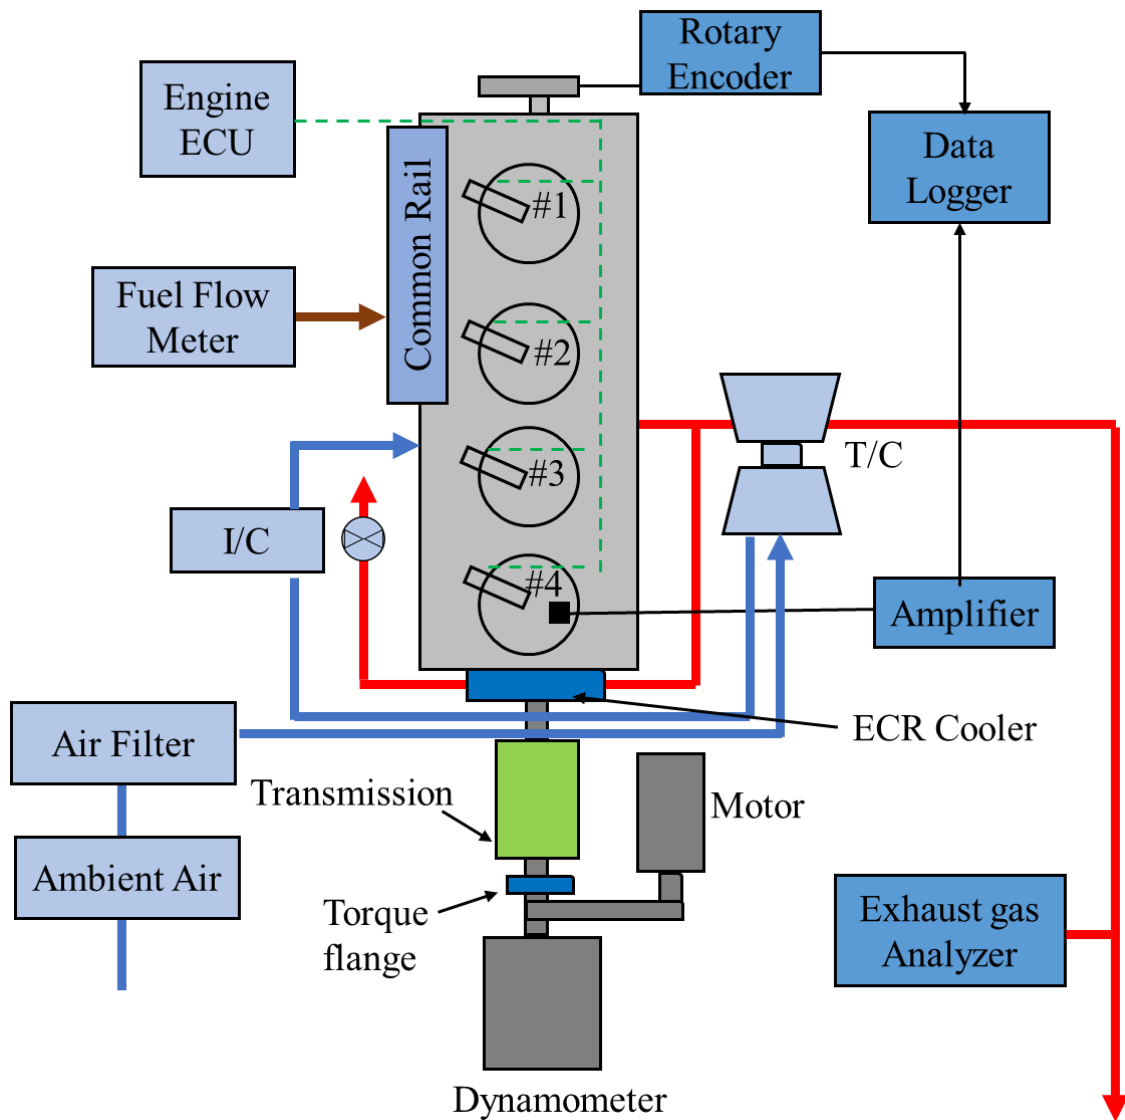 Rotary
Encoder
Engine
ECU
Data
Logger
Common Rail
#1
Fuel Flow
Meter
#2
T/C
#3
I/C
#4
Amplifier
Air Filter
ECR Cooler
Transmission
Motor
Ambient Air
Torque
flange
Exhaust gas
Analyzer
Dynamometer